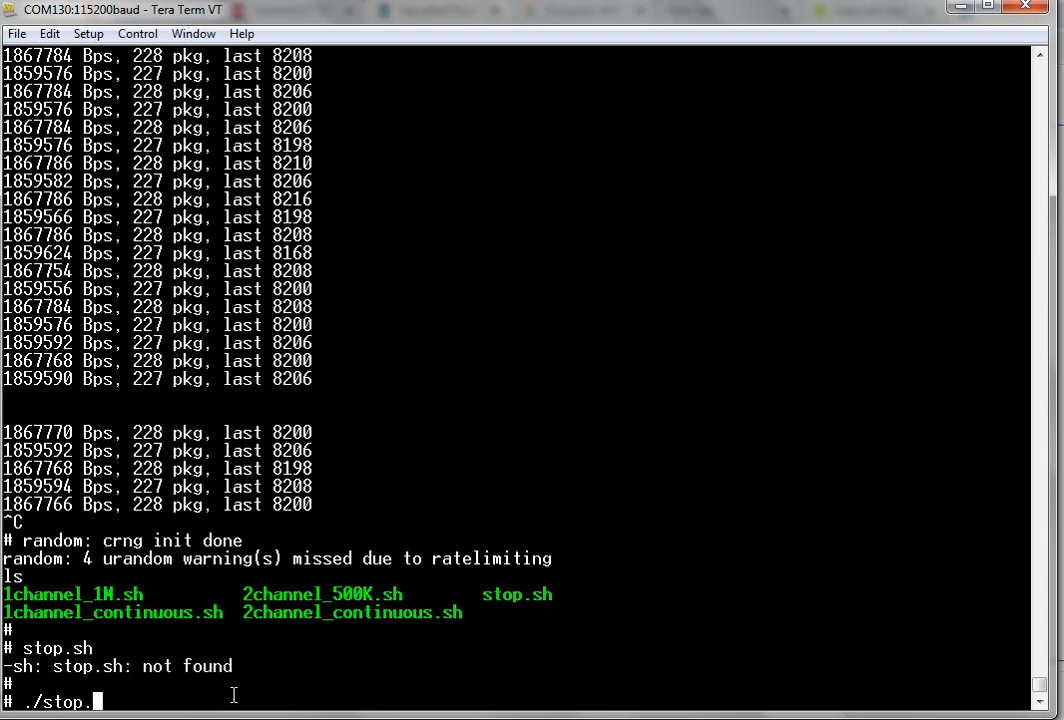 COM130:115200baud - Tera Term VT
File Edit Setup Control Window Help
1867784 Bps, 228 pkg, last 8208
1859576 Bps, 227 pkg, last 8200
1867784 Bps, 228 pkg, last 8206
1859576 Bps, 227 pkg, last 8200
1867784 Bps, 228 pkg, last 8206
1859576 Bps, 227 pkg, last 8198
1867786 Bps, 228 pkg, last 8210
1859582 Bps, 227 pkg, last 8206
1867786 Bps, 228 pkg, last 8216
1859566 Bps, 227 pkg, last 8198
1867786 Bps, 228 pkg, last 8208
1859624 Bps, 227 pkg, last 8168
1867754 Bps, 228 pkg, last 8208
1859556 Bps, 227 pkg, last 8200
1867784 Bps, 228 pkg, last 8208
1859576 Bps, 227 pkg, last 8200
1859592 Bps, 227 pkg, last 8206
1867768 Bps, 228 pkg, last 8200
1859590 Bps, 227 pkg, last 8206
1867770 Bps, 228 pkg, last 8200
1859592 Bps, 227 pkg, last 8206
1867768 Bps, 228 pkg, last 8198
1859594 Bps, 227 pkg, last 8208
1867766 Bps, 228 pkg, last 8200
^C
# random: crng init done
random: 4 urandom warning(s) missed due to ratelimiting
ls
1channel_1M.sh 2channel_500K.sh stop.sh
1channel_continuous.sh 2channel_continuous.sh
#
# stop.sh
-sh: stop.sh: not found
#
# ./stop.